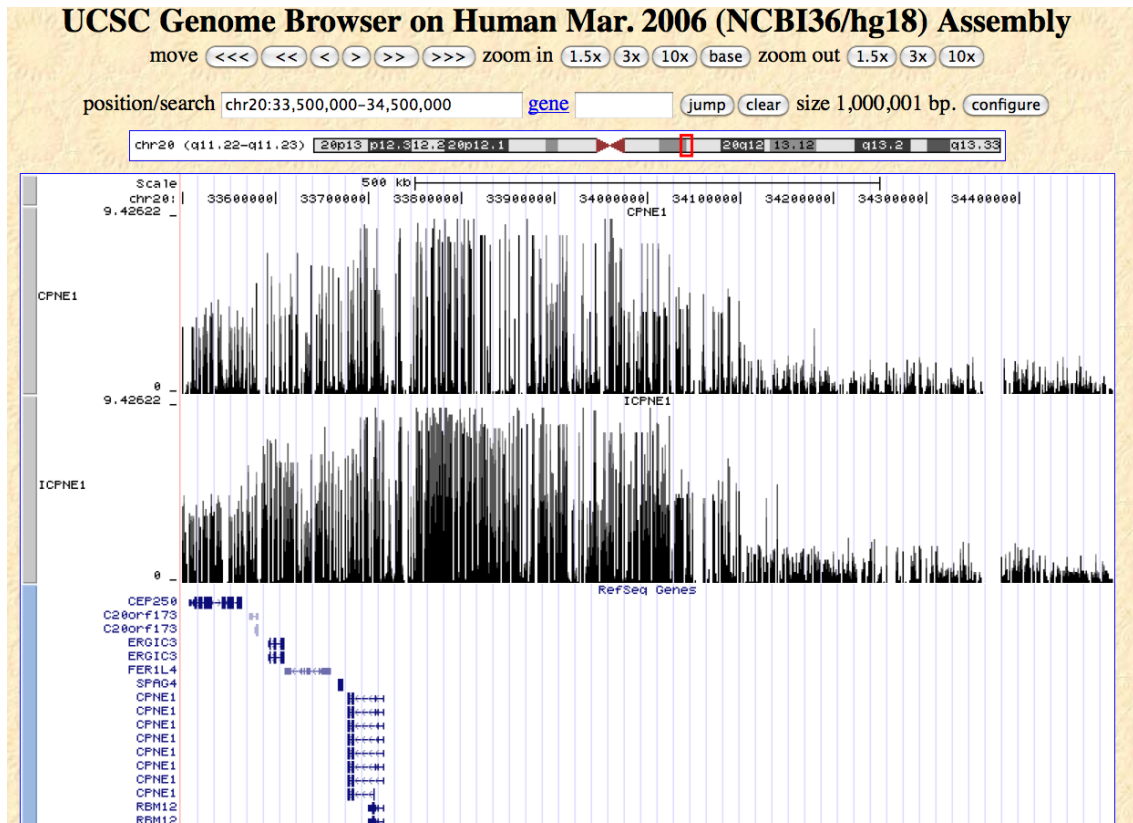 UCSC Genome Browser on Human Mar. 2006 (NCBI36/hg18) Assembly
move <<< << < > >> >>> zoom in 1.5x 3x 10x base zoom out 1.5x 3x 10x
position/search chr20:33,500,000-34,500,000 gene jump clear size 1,000,001 bp. configure
chr20 (q11.22-q11.23) 20p13 p12.3 12.2 20p12.1 20q12 13.12 q13.2 q13.33
Scale 500 kb
chr20: 33600000 33700000 33800000 33900000 34000000 34100000 34200000 34300000 34400000
9.42622 _ CPNE1
CPNE1
0 _
9.42622 _ ICPNE1
ICPNE1
0 _
RefSeq Genes
CEP250
C20orf173
C20orf173
ERGIC3
ERGIC3
FER1L4
SPAG4
CPNE1
CPNE1
CPNE1
CPNE1
CPNE1
CPNE1
CPNE1
CPNE1
RBM12
RBM12